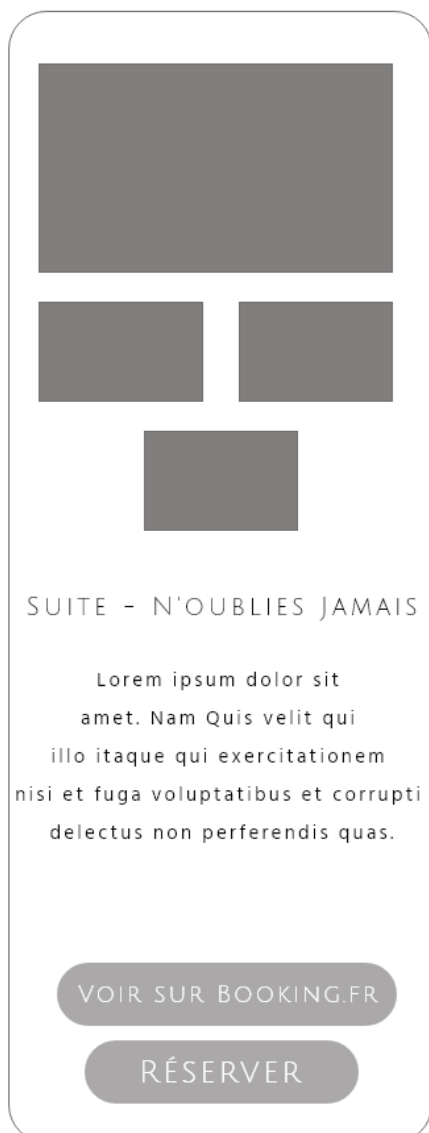 Suite - N'oublies Jamais
Lorem ipsum dolor sit
amet. Nam Quis velit qui
illo itaque qui exercitationem
nisi et fuga voluptatibus et corrupti
delectus non perferendis quas.
Voir sur Booking.fr
Réserver